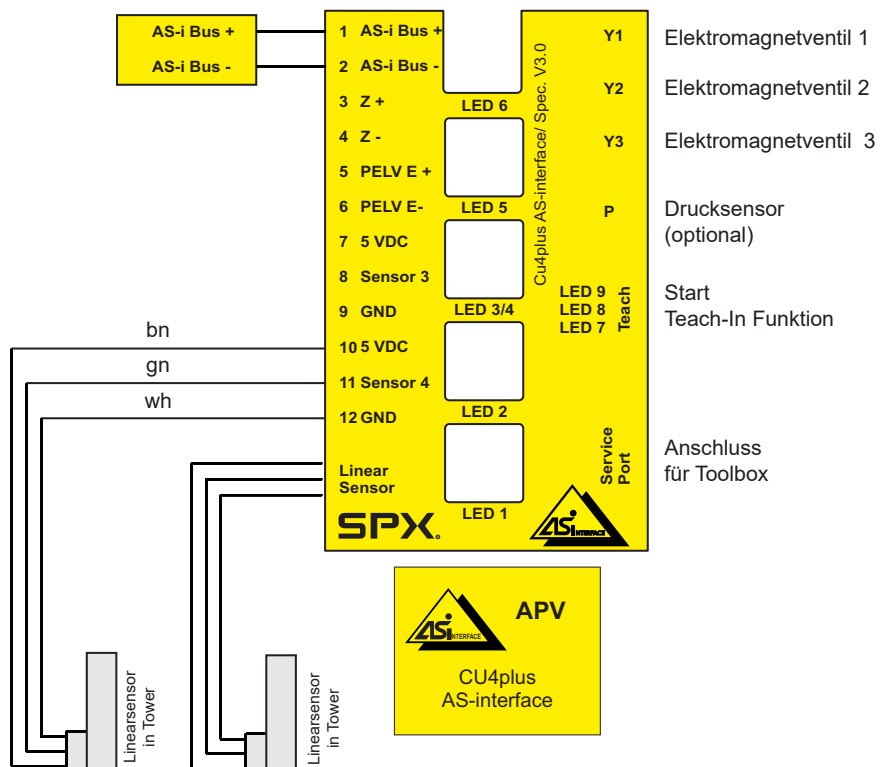 AS-i Bus +
AS-i Bus -
1 AS-i Bus +
2 AS-i Bus -
3 Z +
4 Z -
5 PELV E +
6 PELV E-
7 5 VDC
8 Sensor 3
9 GND
10 5 VDC
11 Sensor 4
12 GND
Linear
Sensor
bn
gn
wh
LED 6
LED 5
LED 3/4
LED 2
LED 1
Cu4plus AS-interface/ Spec. V3.0
Y1
Y2
Y3
P
LED 9
LED 8
LED 7
Teach
Service
Port
Elektromagnetventil 1
Elektromagnetventil 2
Elektromagnetventil 3
Drucksensor
(optional)
Start
Teach-In Funktion
Anschluss
für Toolbox
SPX.
ASi INTERFACE
ASi INTERFACE
APV
CU4plus
AS-interface
Linearsensor
in Tower
Linearsensor
in Tower